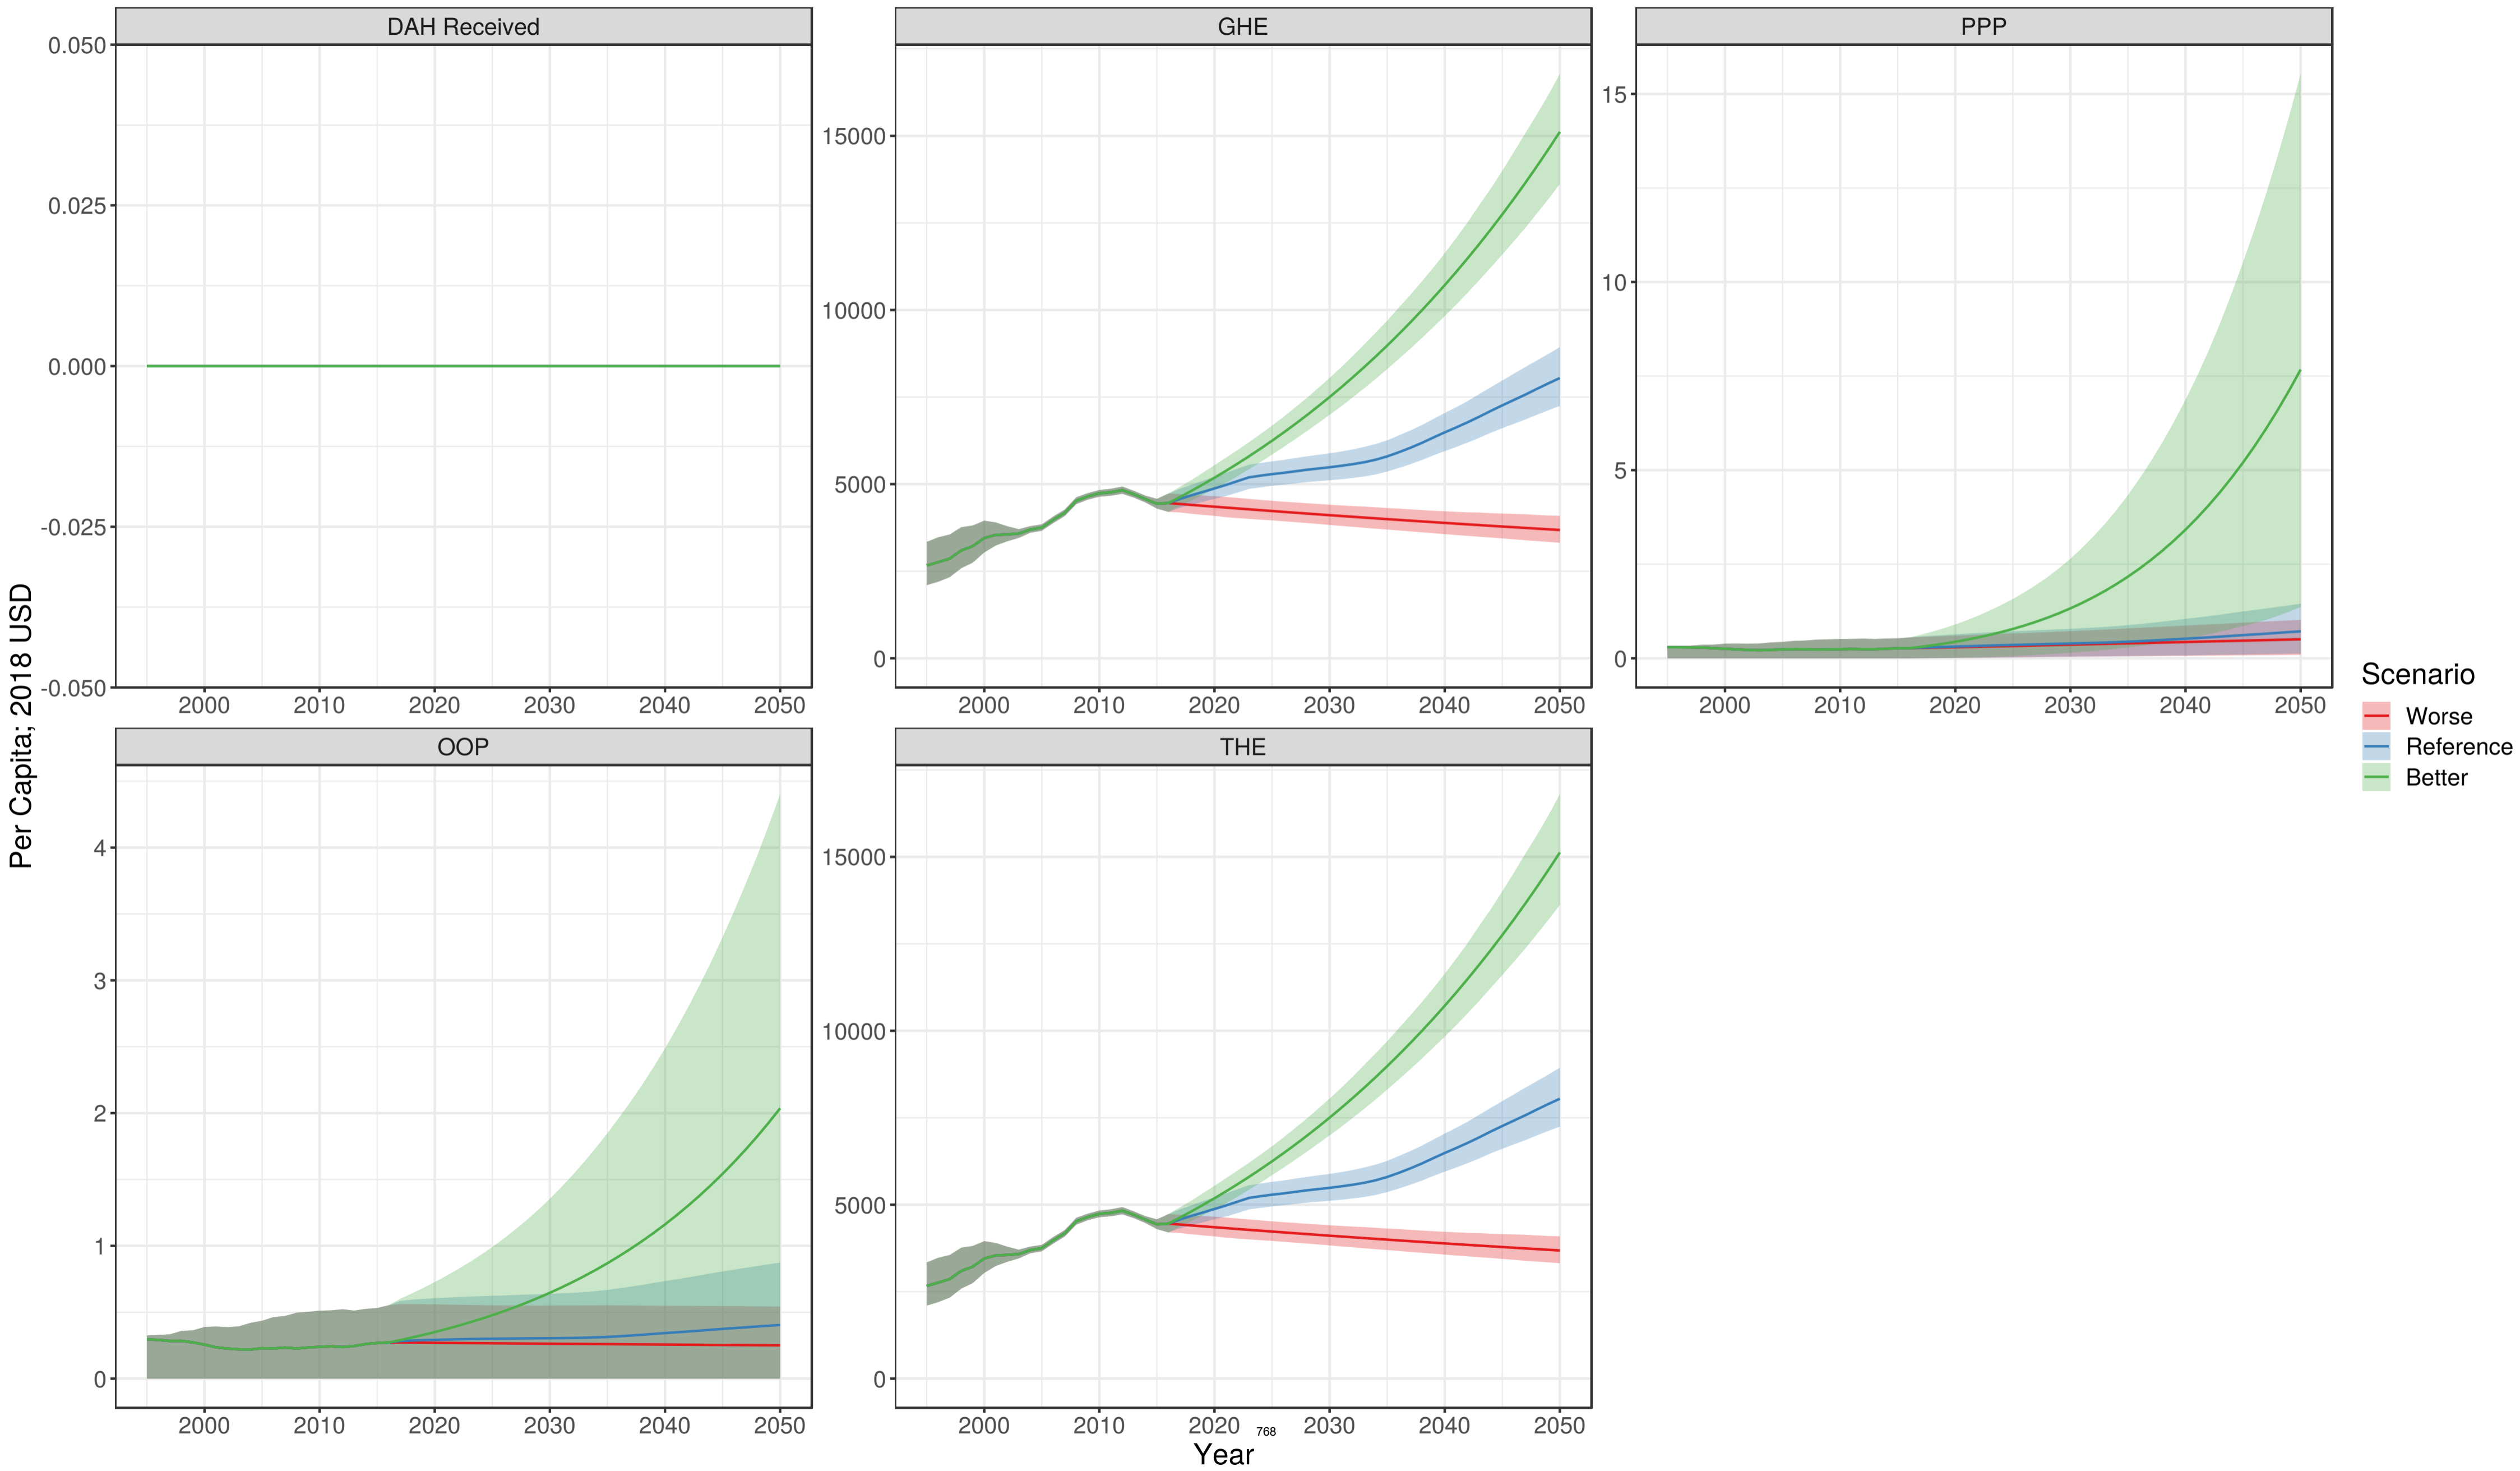 DAH Received
GHE
PPP
0.050
0.025
0.000
-0.025
-0.050
2000 2010 2020 2030 2040 2050
15000
10000
5000
0
2000 2010 2020 2030 2040 2050
15
10
5
0
2000 2010 2020 2030 2040 2050
OOP
THE
4
3
2
1
0
2000 2010 2020 2030 2040 2050
15000
10000
5000
0
2000 2010 2020 2030 2040 2050
768
Year
Per Capita; 2018 USD
Scenario
Worse
Reference
Better